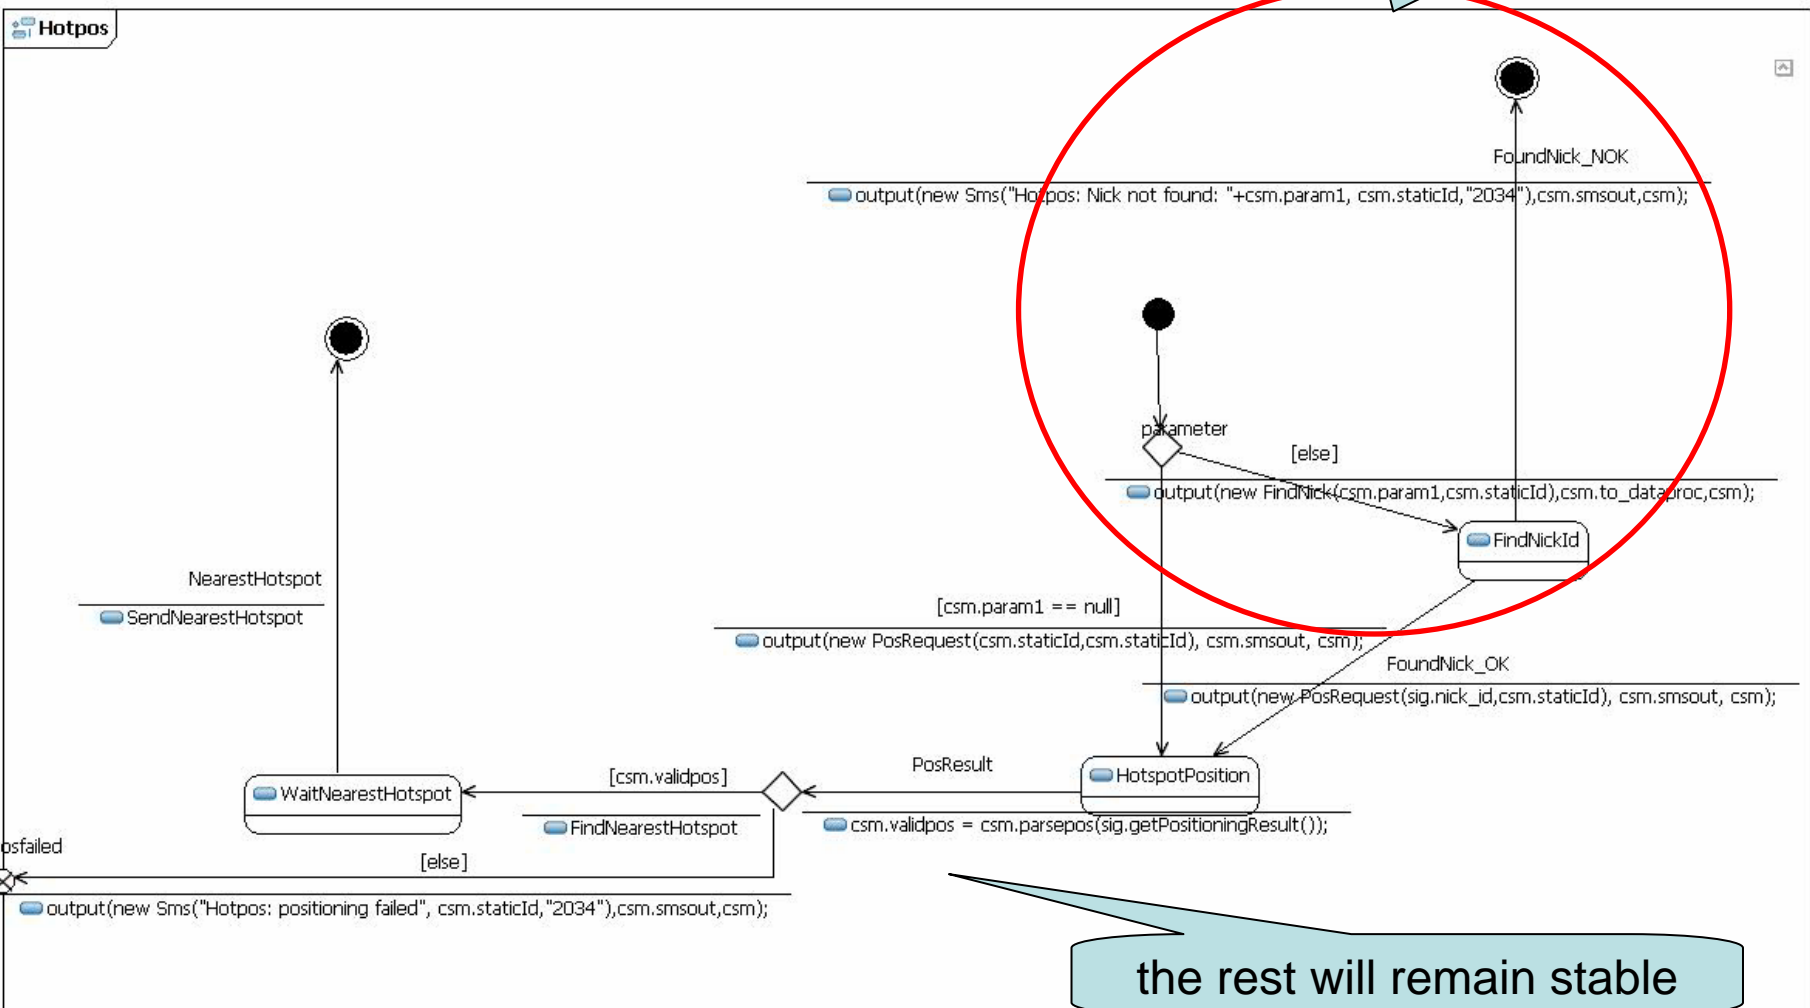 Hotpos
FoundNick_NOK
output(new Sms("Hotpos: Nick not found: "+csm.param1, csm.staticId,"2034"),csm.smsout,csm);
parameter
[else]
output(new FindNick(csm.param1,csm.staticId),csm.to_dataproc,csm);
FindNickId
NearestHotspot
SendNearestHotspot
[csm.param1 == null]
output(new PosRequest(csm.staticId,csm.staticId), csm.smsout, csm);
FoundNick_OK
output(new PosRequest(sig.nick_id,csm.staticId), csm.smsout, csm);
PosResult
HotspotPosition
[csm.validpos]
WaitNearestHotspot
FindNearestHotspot
csm.validpos = csm.parsepos(sig.getPositioningResult());
osfailed
[else]
output(new Sms("Hotpos: positioning failed", csm.staticId,"2034"),csm.smsout,csm);
the rest will remain stable